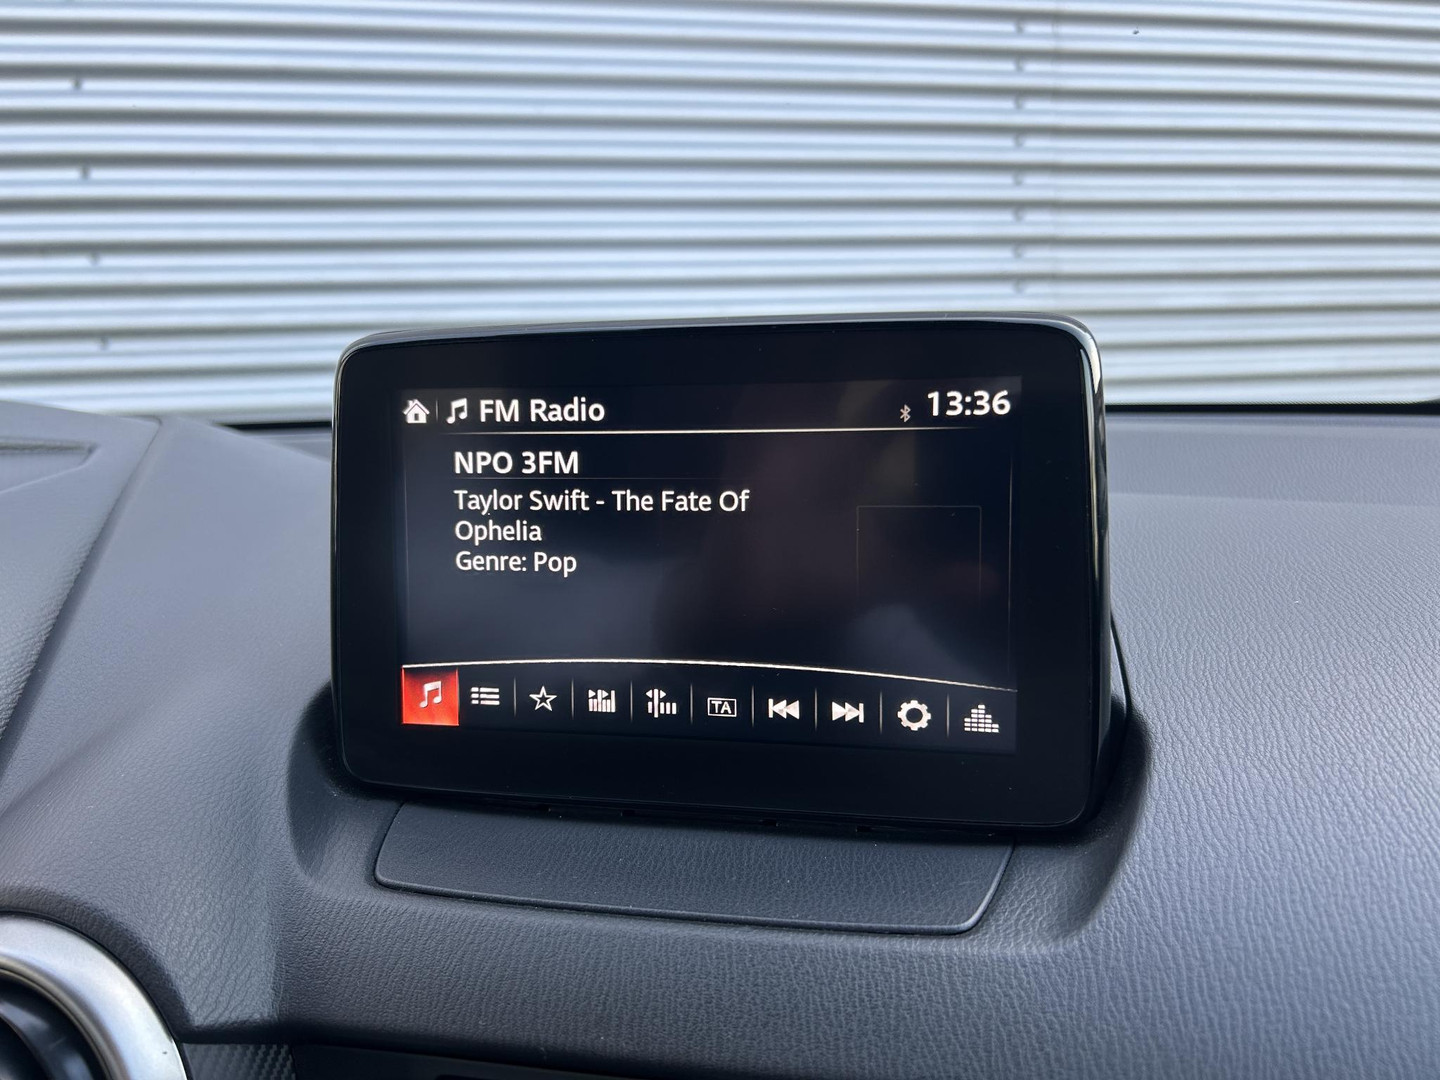 FM Radio
13:36
NPO 3FM
Taylor Swift - The Fate Of
Ophelia
Genre: Pop
TA